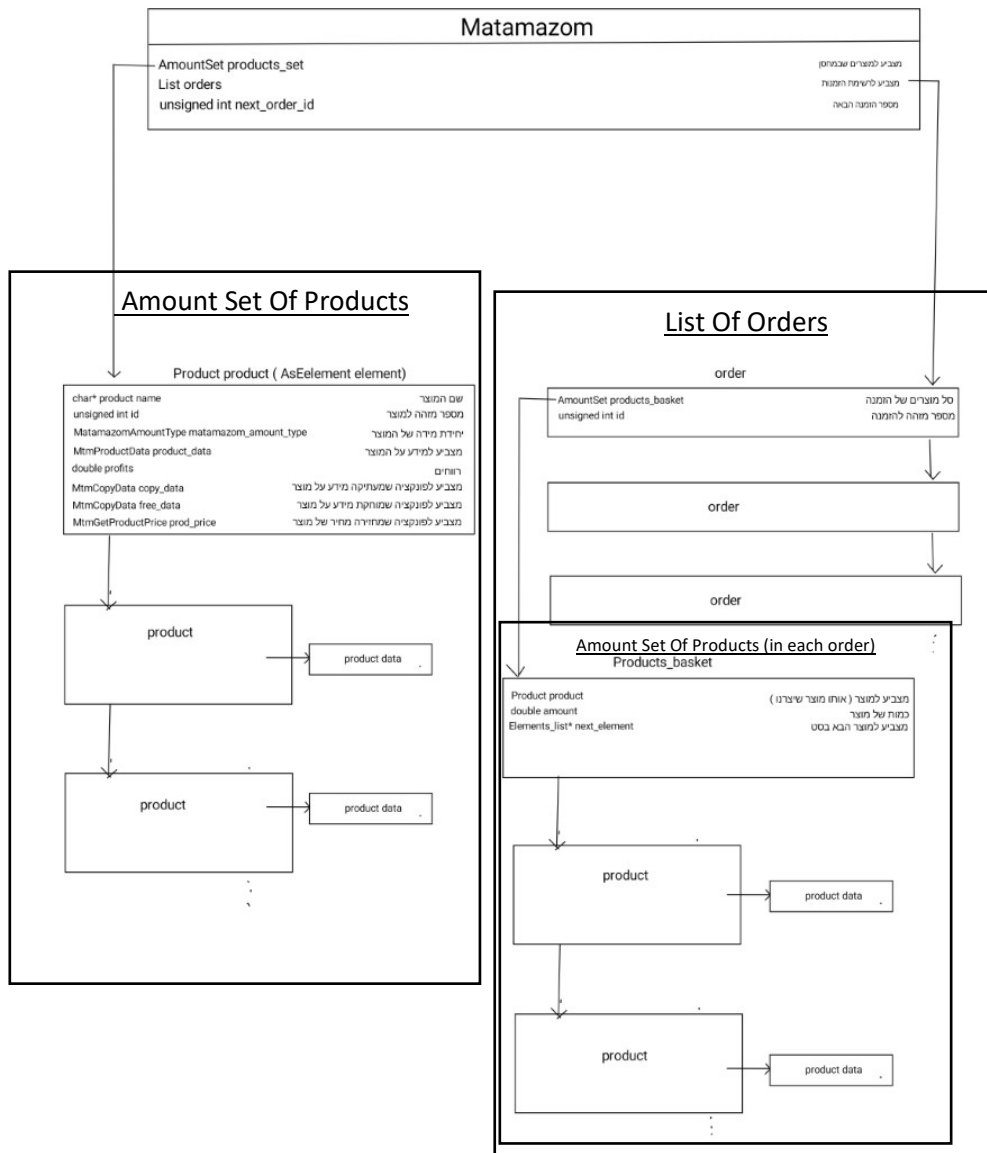 Matamazom
AmountSet products_set מצביע למוצרים שבמחסן
List orders מצביע לרשימת הזמנות
unsigned int next_order_id מספר הזמנה הבאה
Amount Set Of Products
Product product ( AsEelement element)
char* product name שם המוצר
unsigned int id מספר מזהה למוצר
MatamazomAmountType matamazom_amount_type יחידת מידה של המוצר
MtmProductData product_data מצביע למידע על המוצר
double profits רווחים
MtmCopyData copy_data מצביע לפונקציה שמעתיקה מידע על מוצר
MtmCopyData free_data מצביע לפונקציה שמוחקת מידע על מוצר
MtmGetProductPrice prod_price מצביע לפונקציה שמחזירה מחיר של מוצר
product
product data
product
product data
List Of Orders
order
AmountSet products_basket סל מוצרים של הזמנה
unsigned int id מספר מזהה להזמנה
order
order
Amount Set Of Products (in each order)
Products_basket
Product product מצביע למוצר ( אותו מוצר שיצרנו )
double amount כמות של מוצר
Elements_list* next_element מצביע למוצר הבא בסט
product
product data
product
product data